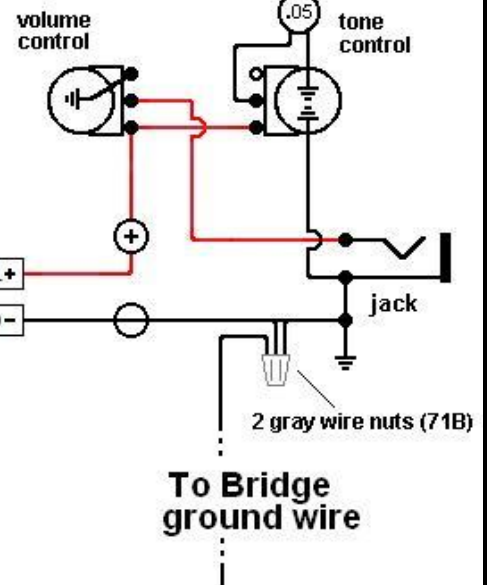 .05
volume
control
tone
control
+
+
-
jack
2 gray wire nuts (71B)
To Bridge
ground wire